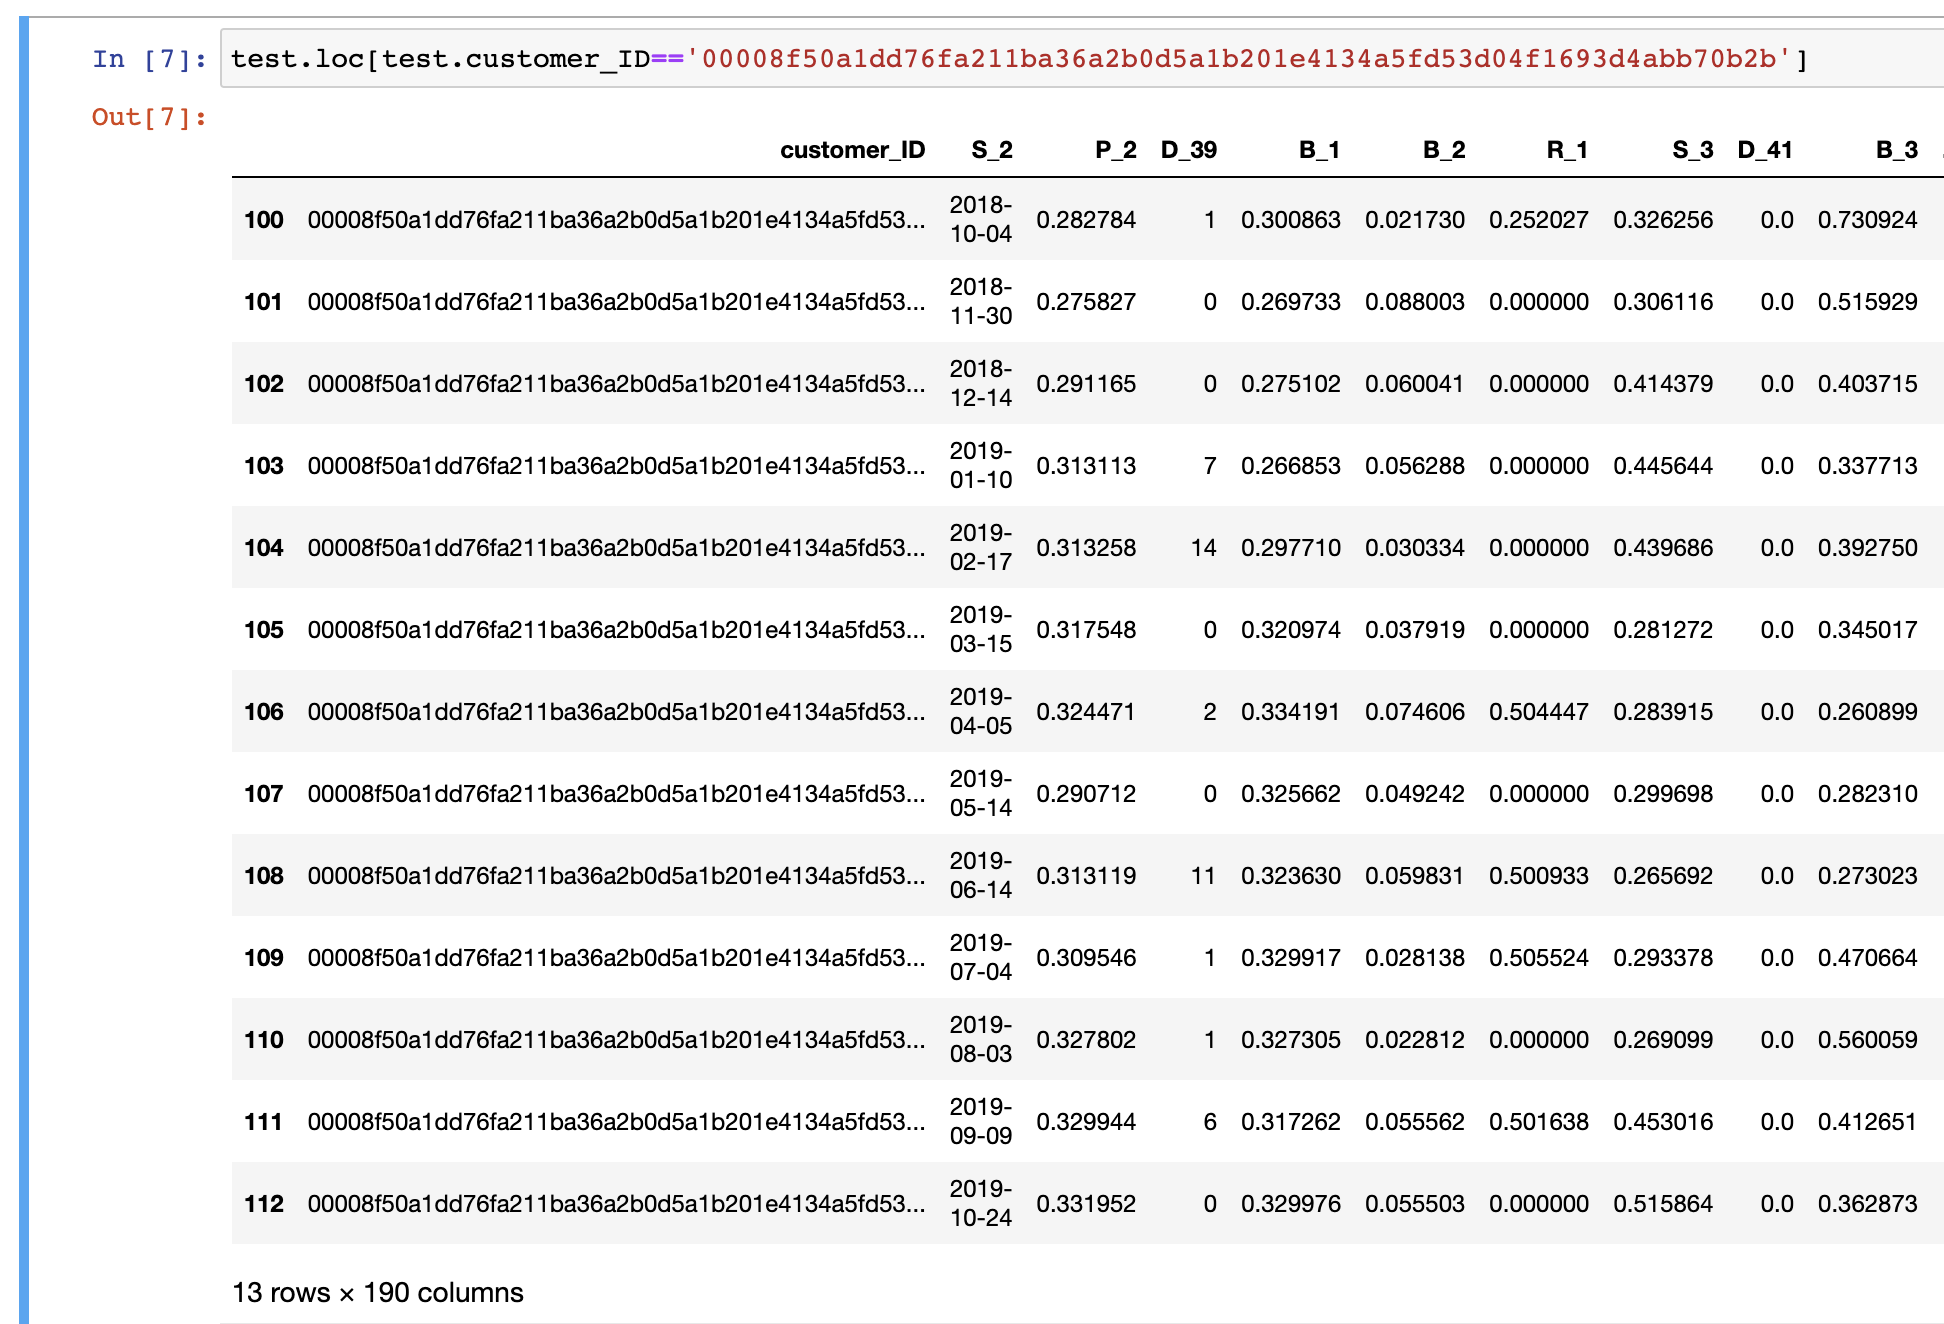 In [7]: test.loc[test.customer_ID=='00008f50a1dd76fa211ba36a2b0d5a1b201e4134a5fd53d04f1693d4abb70b2b']
Out[7]:
customer_ID S_2 P_2 D_39 B_1 B_2 R_1 S_3 D_41 B_3
100 00008f50a1dd76fa211ba36a2b0d5a1b201e4134a5fd53... 2018-10-04 0.282784 1 0.300863 0.021730 0.252027 0.326256 0.0 0.730924
101 00008f50a1dd76fa211ba36a2b0d5a1b201e4134a5fd53... 2018-11-30 0.275827 0 0.269733 0.088003 0.000000 0.306116 0.0 0.515929
102 00008f50a1dd76fa211ba36a2b0d5a1b201e4134a5fd53... 2018-12-14 0.291165 0 0.275102 0.060041 0.000000 0.414379 0.0 0.403715
103 00008f50a1dd76fa211ba36a2b0d5a1b201e4134a5fd53... 2019-01-10 0.313113 7 0.266853 0.056288 0.000000 0.445644 0.0 0.337713
104 00008f50a1dd76fa211ba36a2b0d5a1b201e4134a5fd53... 2019-02-17 0.313258 14 0.297710 0.030334 0.000000 0.439686 0.0 0.392750
105 00008f50a1dd76fa211ba36a2b0d5a1b201e4134a5fd53... 2019-03-15 0.317548 0 0.320974 0.037919 0.000000 0.281272 0.0 0.345017
106 00008f50a1dd76fa211ba36a2b0d5a1b201e4134a5fd53... 2019-04-05 0.324471 2 0.334191 0.074606 0.504447 0.283915 0.0 0.260899
107 00008f50a1dd76fa211ba36a2b0d5a1b201e4134a5fd53... 2019-05-14 0.290712 0 0.325662 0.049242 0.000000 0.299698 0.0 0.282310
108 00008f50a1dd76fa211ba36a2b0d5a1b201e4134a5fd53... 2019-06-14 0.313119 11 0.323630 0.059831 0.500933 0.265692 0.0 0.273023
109 00008f50a1dd76fa211ba36a2b0d5a1b201e4134a5fd53... 2019-07-04 0.309546 1 0.329917 0.028138 0.505524 0.293378 0.0 0.470664
110 00008f50a1dd76fa211ba36a2b0d5a1b201e4134a5fd53... 2019-08-03 0.327802 1 0.327305 0.022812 0.000000 0.269099 0.0 0.560059
111 00008f50a1dd76fa211ba36a2b0d5a1b201e4134a5fd53... 2019-09-09 0.329944 6 0.317262 0.055562 0.501638 0.453016 0.0 0.412651
112 00008f50a1dd76fa211ba36a2b0d5a1b201e4134a5fd53... 2019-10-24 0.331952 0 0.329976 0.055503 0.000000 0.515864 0.0 0.362873
13 rows × 190 columns